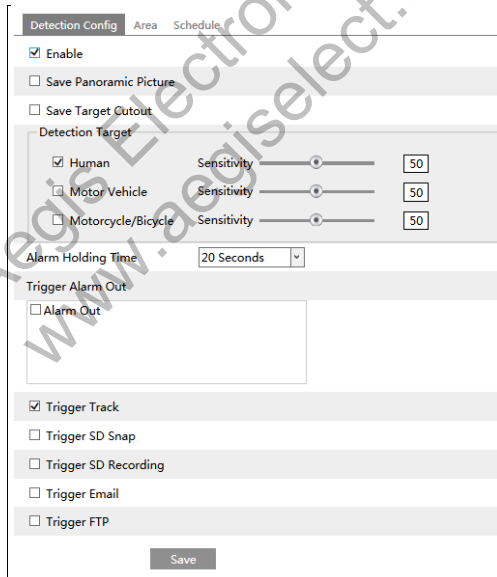 Detection Config Area Schedule
Enable
Save Panoramic Picture
Save Target Cutout
Detection Target
Human Sensitivity 50
Motor Vehicle Sensitivity 50
Motorcycle/Bicycle Sensitivity 50
Alarm Holding Time 20 Seconds
Trigger Alarm Out
Alarm Out
Trigger Track
Trigger SD Snap
Trigger SD Recording
Trigger Email
Trigger FTP
Save
Aegis Electron
www.aegiselect.